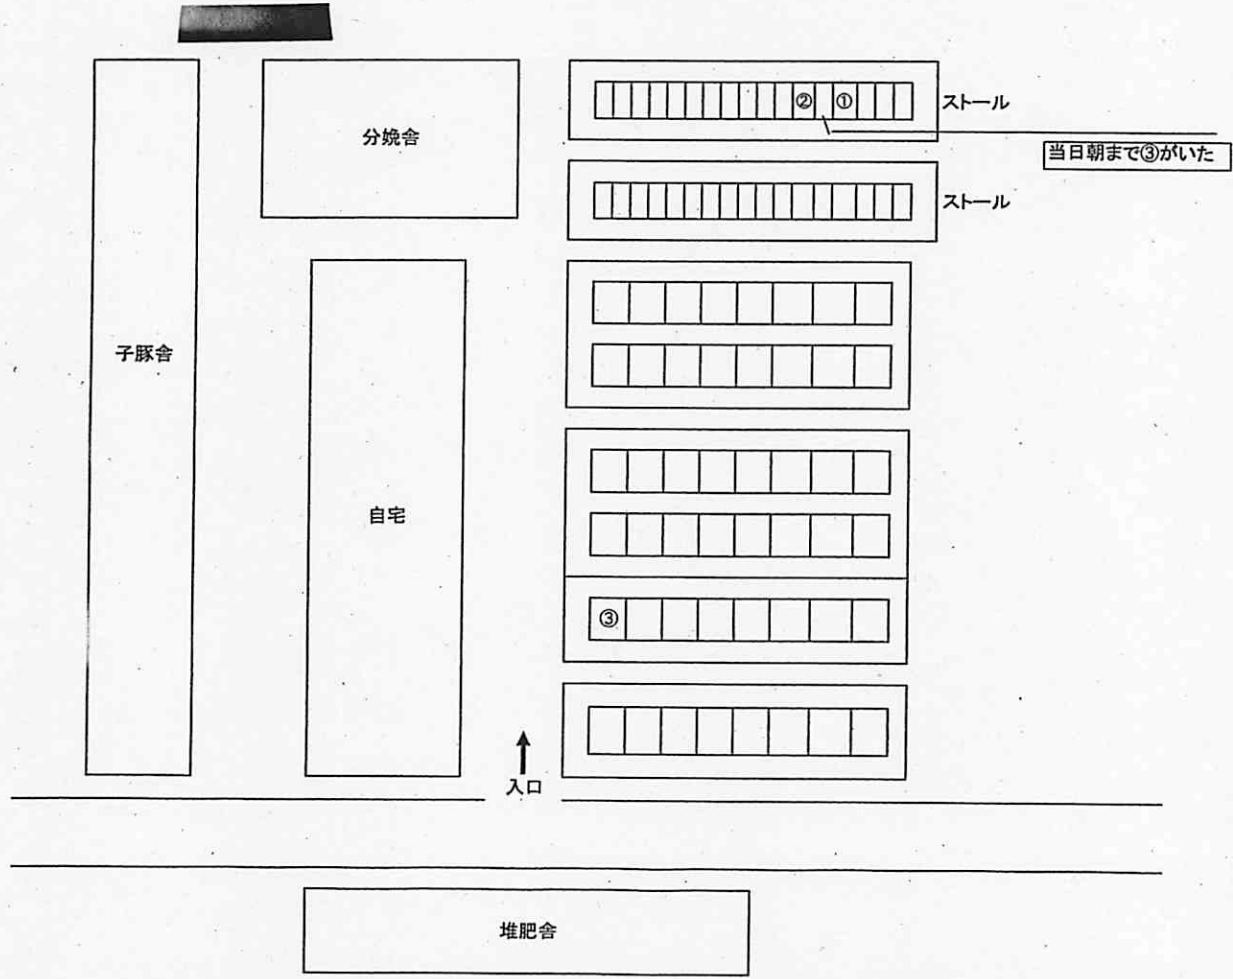 ② ①
ストール
分娩舎
当日朝まで③がいた
ストール
子豚舎
自宅
③
入口
堆肥舎